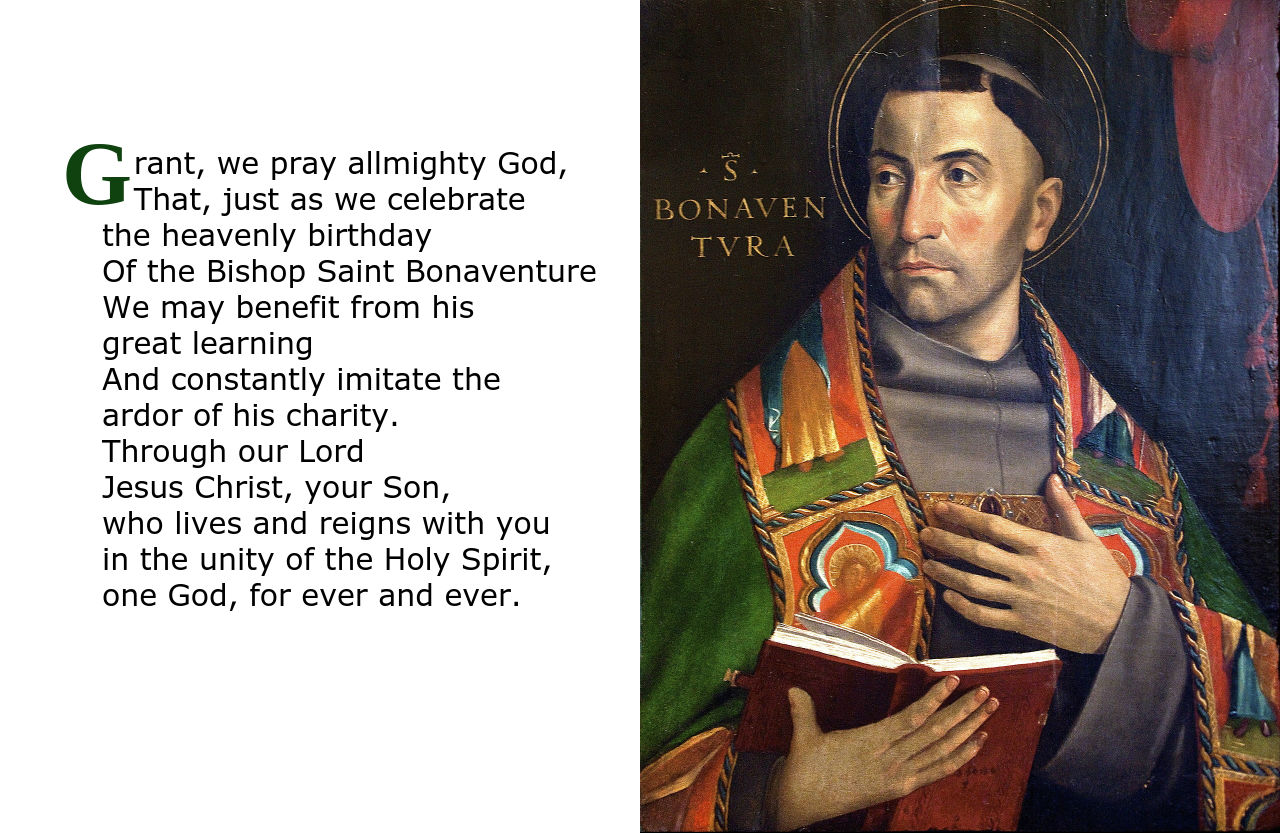 Grant, we pray allmighty God,
That, just as we celebrate
the heavenly birthday
Of the Bishop Saint Bonaventure
We may benefit from his
great learning
And constantly imitate the
ardor of his charity.
Through our Lord
Jesus Christ, your Son,
who lives and reigns with you
in the unity of the Holy Spirit,
one God, for ever and ever.
· S̃ ·
BONAVEN
TVRA